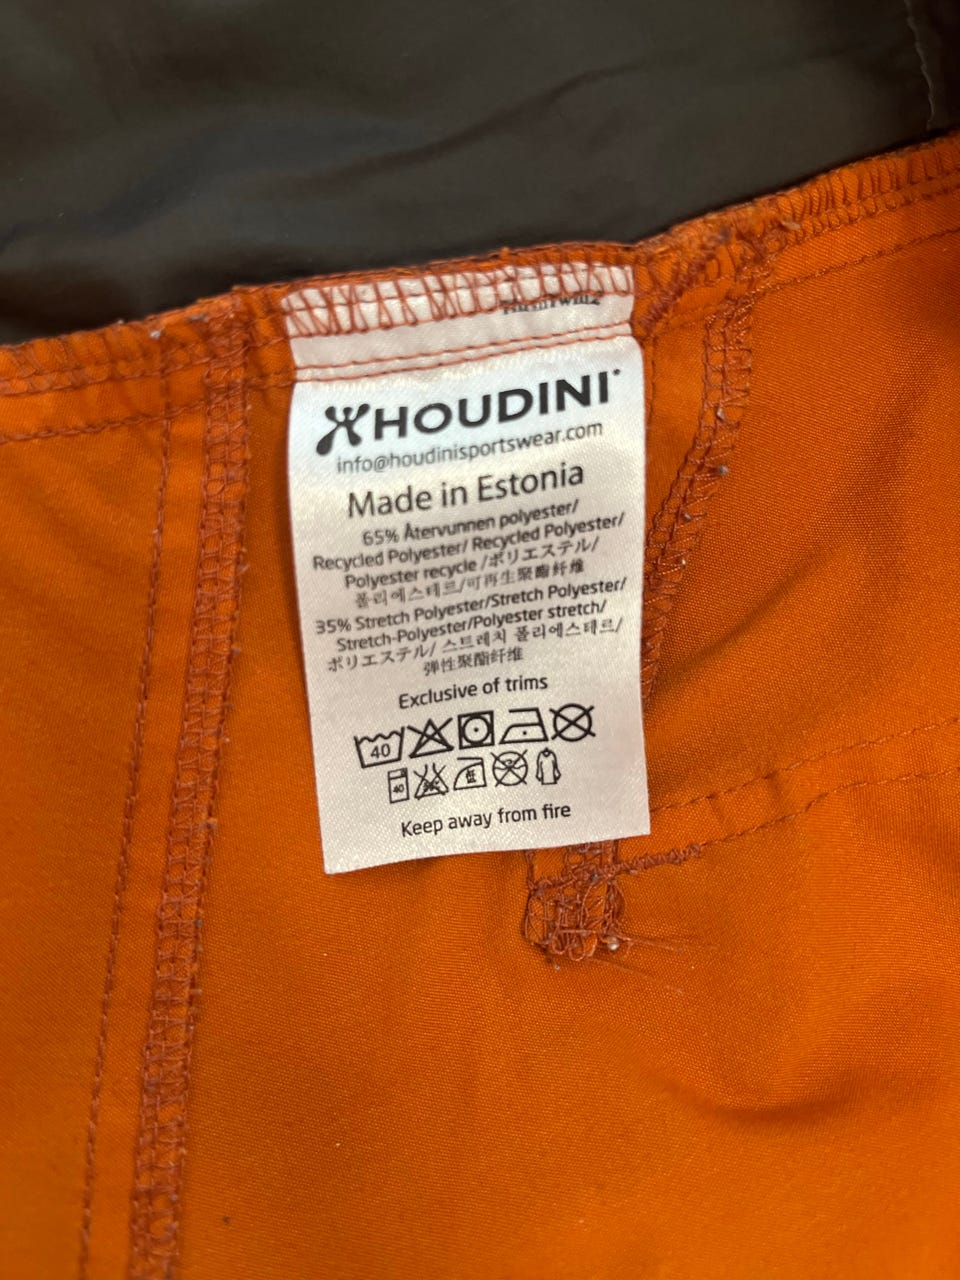 HOUDINI
info@houdinisportswear.com
Made in Estonia
65% Återvunnen polyester/
Recycled Polyester/ Recycled Polyester/
Polyester recycle /ポリエステル/
폴리에스테르/可再生聚酯纤维
35% Stretch Polyester/Stretch Polyester/
Stretch-Polyester/Polyester stretch/
ポリエステル/ 스트레치 폴리에스테르/
弹性聚酯纤维
Exclusive of trims
40
40 低
Keep away from fire